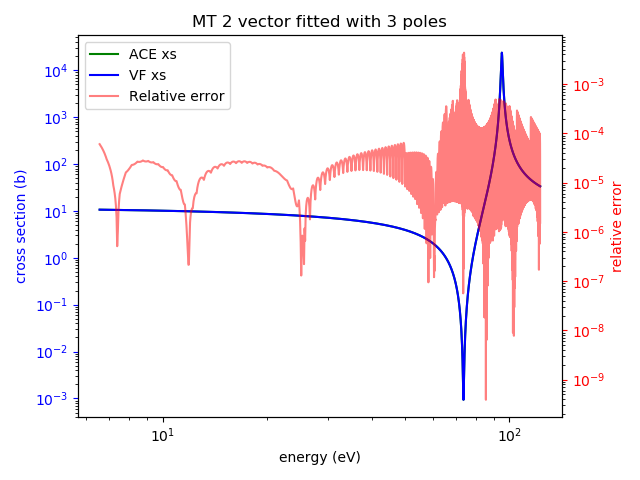 MT 2 vector fitted with 3 poles
ACE xs
VF xs
Relative error
cross section (b)
10^4
10^3
10^2
10^1
10^0
10^-1
10^-2
10^-3
10^-3
10^-4
10^-5
10^-6
10^-7
10^-8
10^-9
relative error
10^1
10^2
energy (eV)